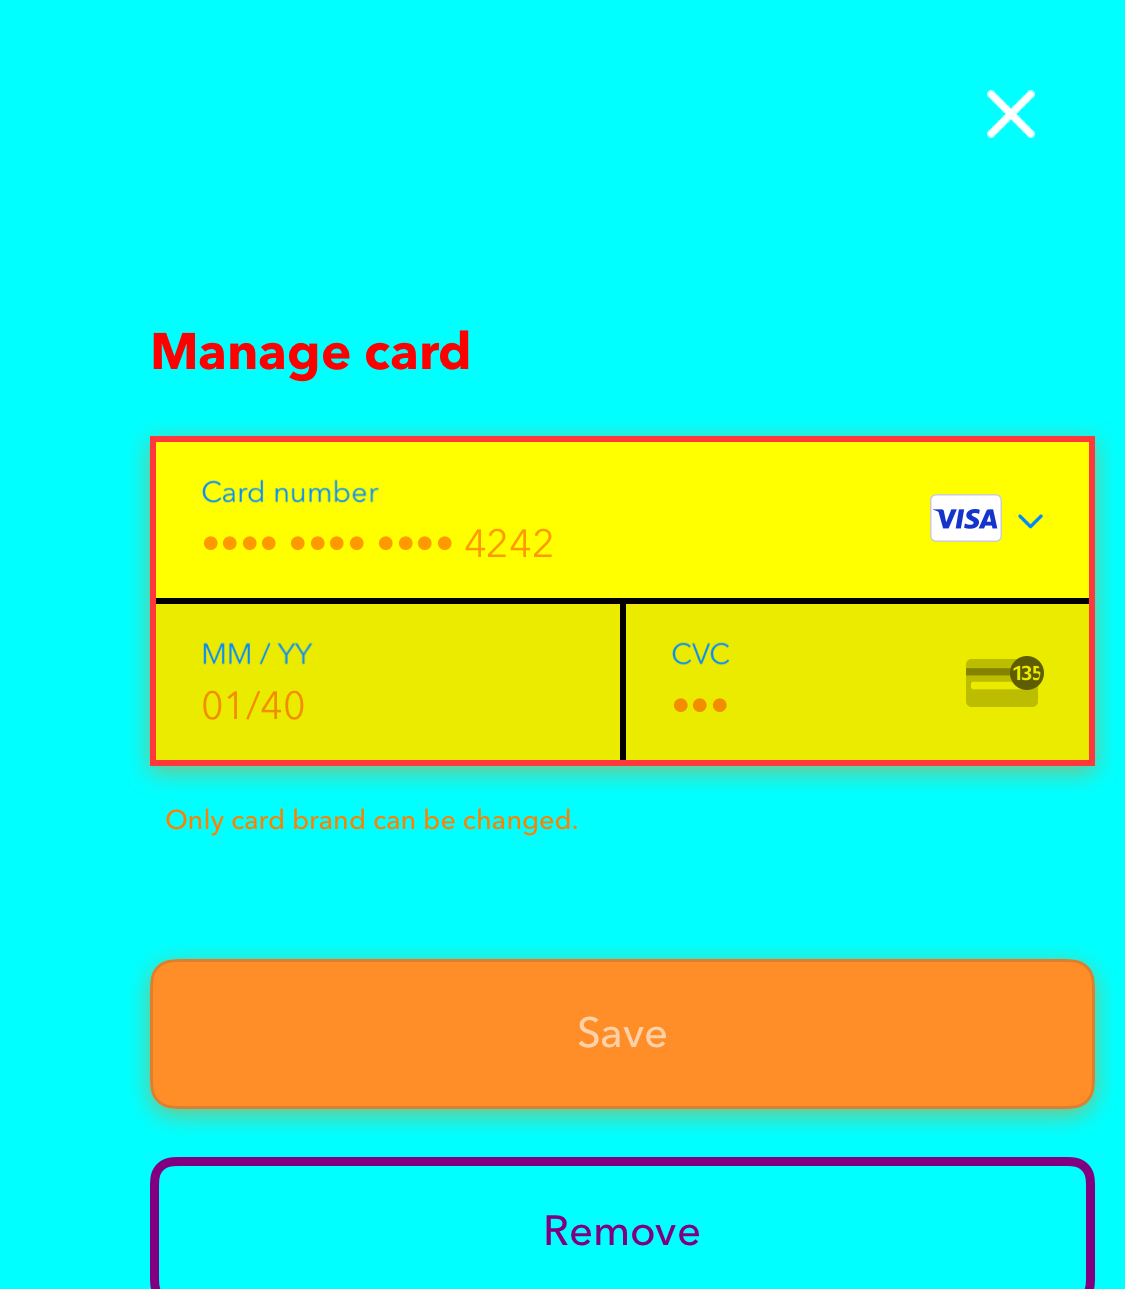 Manage card
Card number
•••• •••• •••• 4242
VISA
MM / YY
01/40
CVC
•••
135
Only card brand can be changed.
Save
Remove